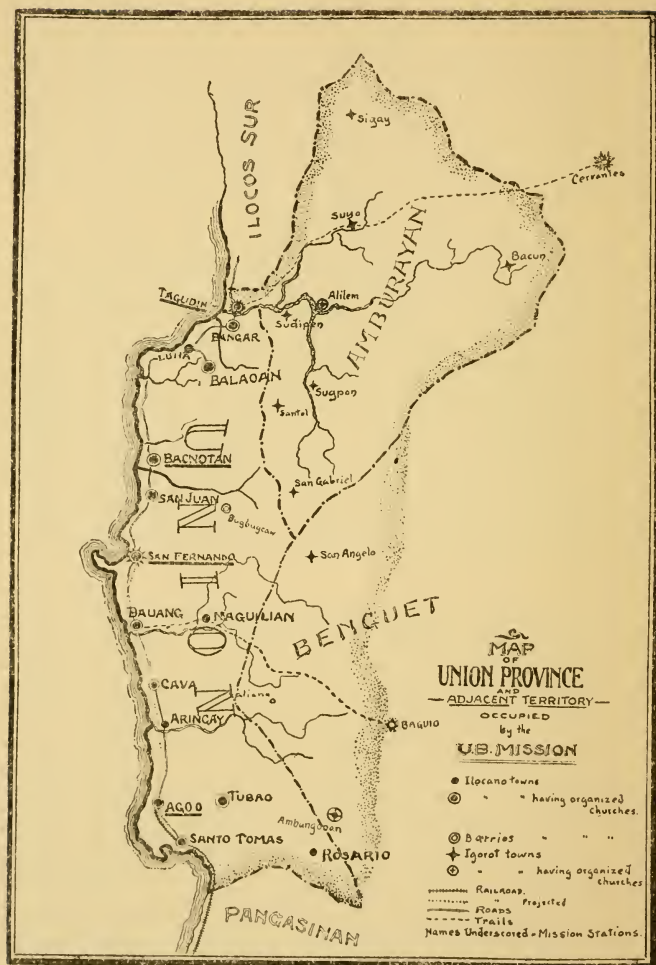 ILOCOS SUR
Sigay
Cervantes
Suyo
AMBURAYAN
Bacun
TAGUDIN
Alilem
Sudipen
BANGAR
LUNA
BALAOAN
Sugpon
Santol
UNION
BACNOTAN
San Gabriel
SAN JUAN
Bugbugcaw
SAN FERNANDO
San Angelo
BAUANG
NAGUILIAN
BENGUET
CAVA
ARINGAY
BAGUIO
AGOO
TUBAO
Ambungdoan
SANTO TOMAS
ROSARIO
PANGASINAN
MAP
OF
UNION PROVINCE
AND
ADJACENT TERRITORY
OCCUPIED
by the
U.B. MISSION
Ilocano towns
" " having organized
churches.
Barrios " " "
Igorot towns
" " having organized
churches
RAILROAD.
" Projected
ROADS
Trails
Names Underscored = Mission Stations.